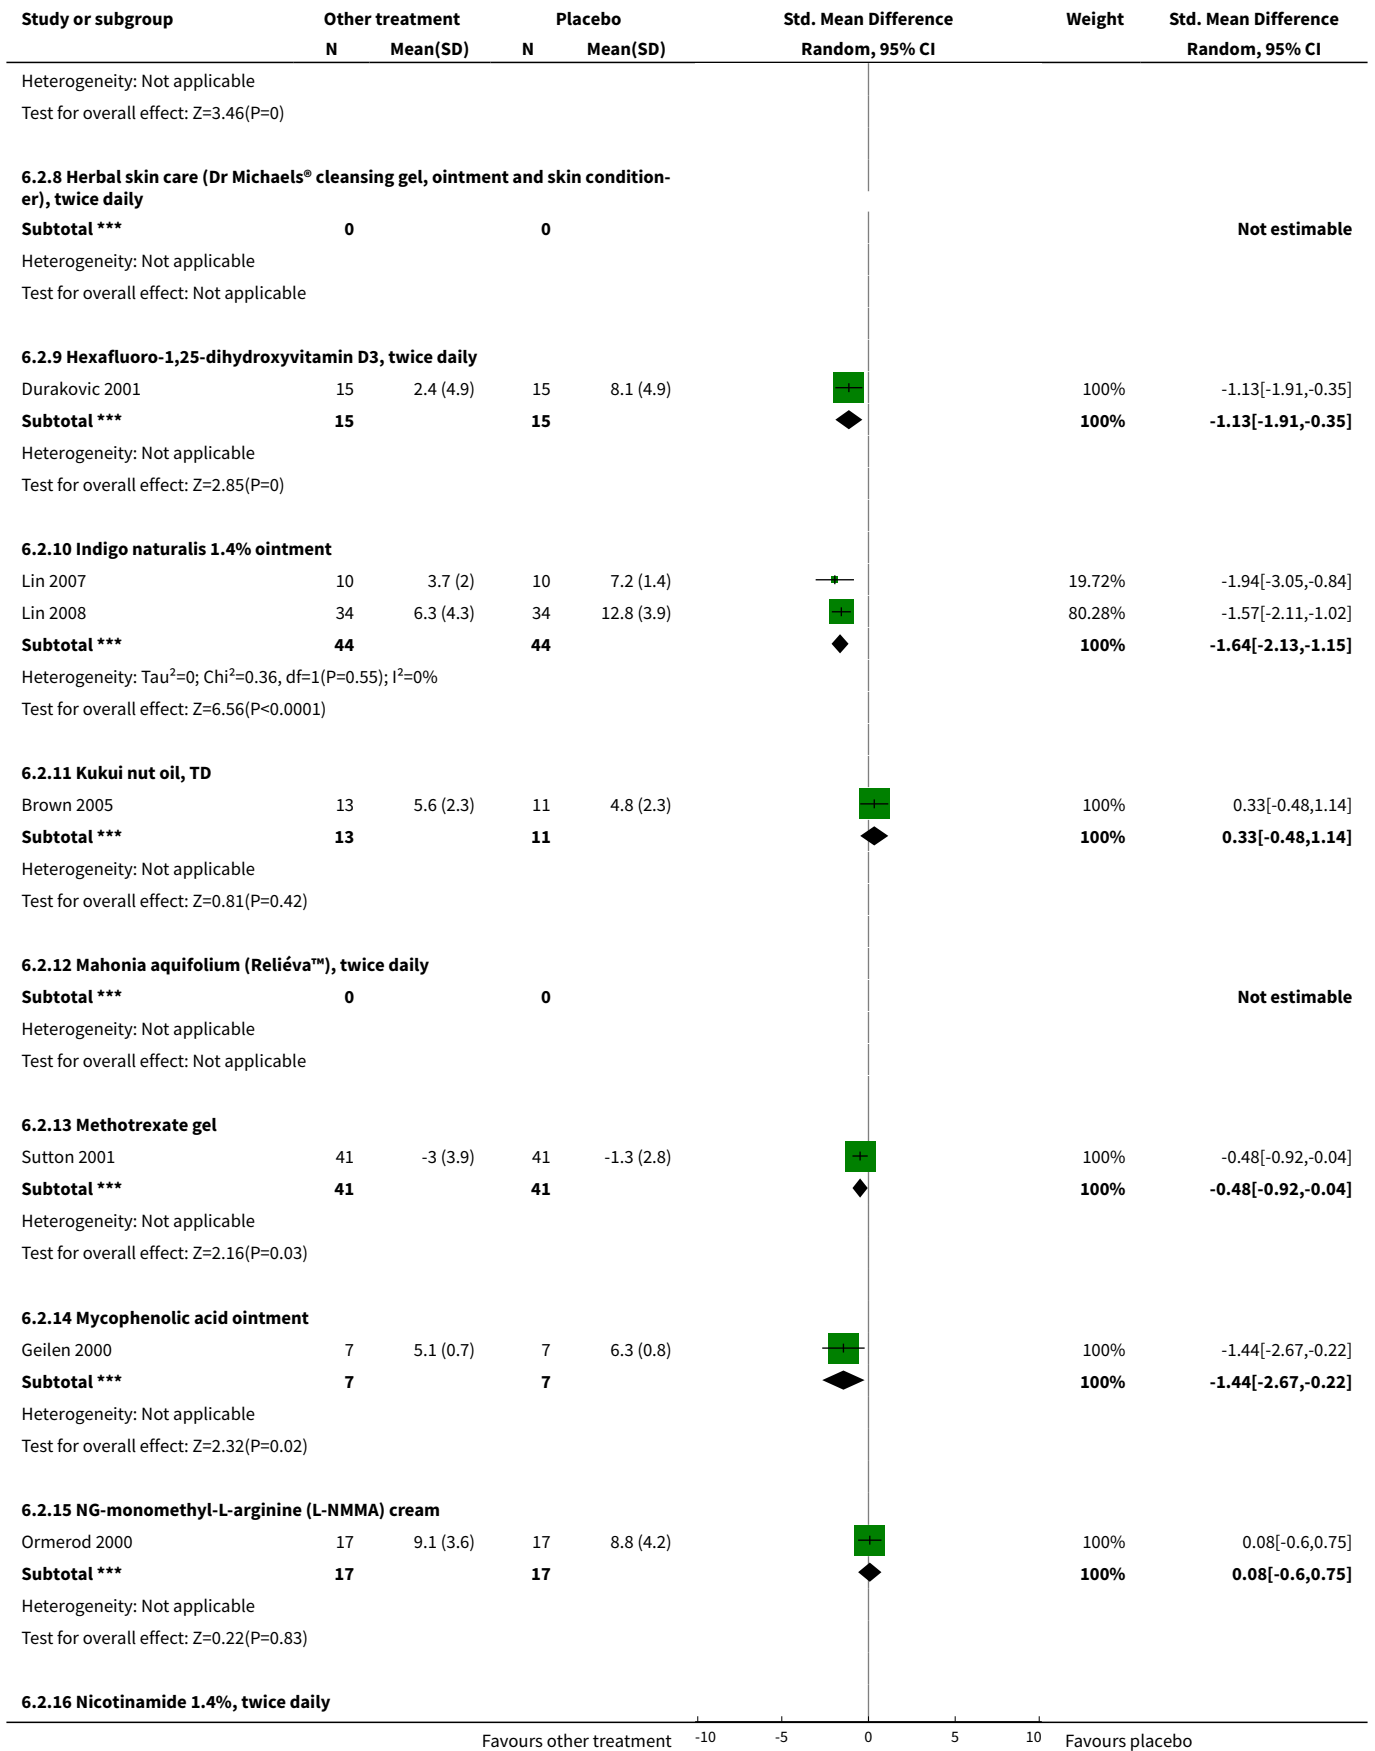 Study or subgroup Other treatment Placebo Std. Mean Difference Weight Std. Mean Difference
N Mean(SD) N Mean(SD) Random, 95% CI Random, 95% CI
Heterogeneity: Not applicable
Test for overall effect: Z=3.46(P=0)
6.2.8 Herbal skin care (Dr Michaels® cleansing gel, ointment and skin condition-
er), twice daily
Subtotal *** 0 0 Not estimable
Heterogeneity: Not applicable
Test for overall effect: Not applicable
6.2.9 Hexafluoro-1,25-dihydroxyvitamin D3, twice daily
Durakovic 2001 15 2.4 (4.9) 15 8.1 (4.9) 100% -1.13[-1.91,-0.35]
Subtotal *** 15 15 100% -1.13[-1.91,-0.35]
Heterogeneity: Not applicable
Test for overall effect: Z=2.85(P=0)
6.2.10 Indigo naturalis 1.4% ointment
Lin 2007 10 3.7 (2) 10 7.2 (1.4) 19.72% -1.94[-3.05,-0.84]
Lin 2008 34 6.3 (4.3) 34 12.8 (3.9) 80.28% -1.57[-2.11,-1.02]
Subtotal *** 44 44 100% -1.64[-2.13,-1.15]
Heterogeneity: Tau²=0; Chi²=0.36, df=1(P=0.55); I²=0%
Test for overall effect: Z=6.56(P<0.0001)
6.2.11 Kukui nut oil, TD
Brown 2005 13 5.6 (2.3) 11 4.8 (2.3) 100% 0.33[-0.48,1.14]
Subtotal *** 13 11 100% 0.33[-0.48,1.14]
Heterogeneity: Not applicable
Test for overall effect: Z=0.81(P=0.42)
6.2.12 Mahonia aquifolium (Reliéva™), twice daily
Subtotal *** 0 0 Not estimable
Heterogeneity: Not applicable
Test for overall effect: Not applicable
6.2.13 Methotrexate gel
Sutton 2001 41 -3 (3.9) 41 -1.3 (2.8) 100% -0.48[-0.92,-0.04]
Subtotal *** 41 41 100% -0.48[-0.92,-0.04]
Heterogeneity: Not applicable
Test for overall effect: Z=2.16(P=0.03)
6.2.14 Mycophenolic acid ointment
Geilen 2000 7 5.1 (0.7) 7 6.3 (0.8) 100% -1.44[-2.67,-0.22]
Subtotal *** 7 7 100% -1.44[-2.67,-0.22]
Heterogeneity: Not applicable
Test for overall effect: Z=2.32(P=0.02)
6.2.15 NG-monomethyl-L-arginine (L-NMMA) cream
Ormerod 2000 17 9.1 (3.6) 17 8.8 (4.2) 100% 0.08[-0.6,0.75]
Subtotal *** 17 17 100% 0.08[-0.6,0.75]
Heterogeneity: Not applicable
Test for overall effect: Z=0.22(P=0.83)
6.2.16 Nicotinamide 1.4%, twice daily
Favours other treatment -10 -5 0 5 10 Favours placebo